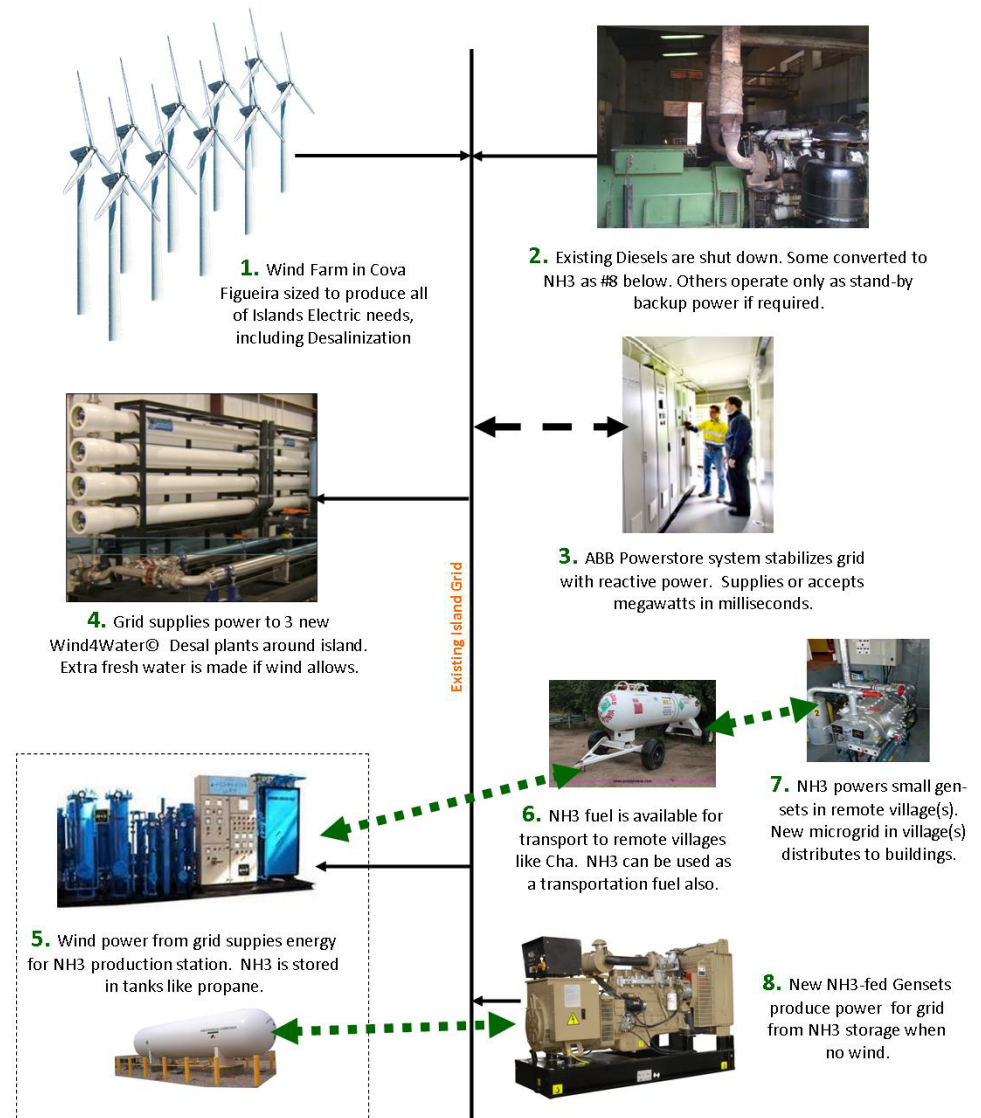 1. Wind Farm in Cova
Figueira sized to produce all
of Islands Electric needs,
including Desalinization
2. Existing Diesels are shut down. Some converted to
NH3 as #8 below. Others operate only as stand-by
backup power if required.
3. ABB Powerstore system stabilizes grid
with reactive power. Supplies or accepts
megawatts in milliseconds.
4. Grid supplies power to 3 new
Wind4Water© Desal plants around island.
Extra fresh water is made if wind allows.
Existing Island Grid
5. Wind power from grid suppies energy
for NH3 production station. NH3 is stored
in tanks like propane.
6. NH3 fuel is available for
transport to remote villages
like Cha. NH3 can be used as
a transportation fuel also.
2
7. NH3 powers small gen-
sets in remote village(s).
New microgrid in village(s)
distributes to buildings.
8. New NH3-fed Gensets
produce power for grid
from NH3 storage when
no wind.